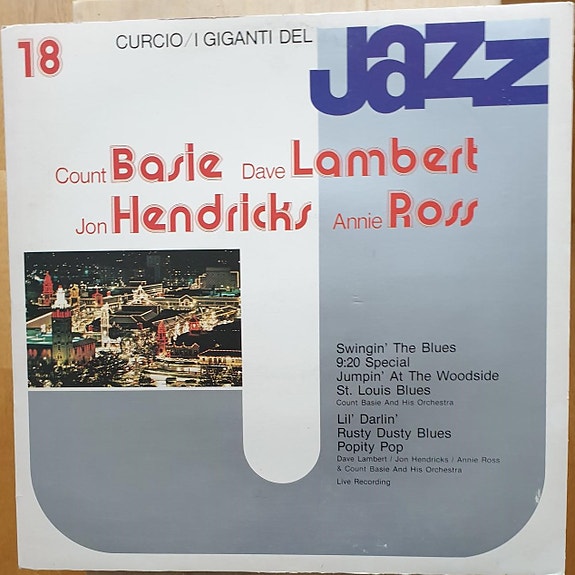 18
CURCIO/I GIGANTI DEL
Jazz
Count Basie Dave Lambert
Jon Hendricks Annie Ross
Swingin' The Blues
9:20 Special
Jumpin' At The Woodside
St. Louis Blues
Count Basie And His Orchestra
Lil' Darlin'
Rusty Dusty Blues
Popity Pop
Dave Lambert / Jon Hendricks / Annie Ross
& Count Basie And His Orchestra
Live Recording